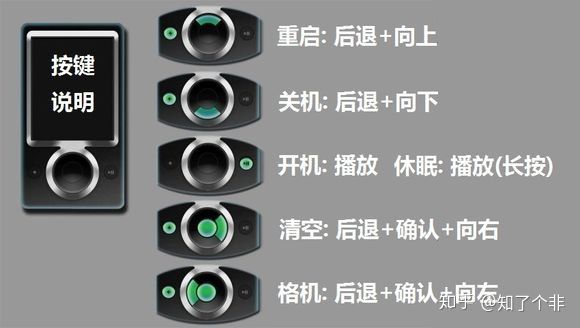 按键
说明
重启: 后退+向上
关机: 后退+向下
开机: 播放 休眠: 播放(长按)
清空: 后退+确认+向右
格机: 后退+确认+向左
知乎 @知了个非